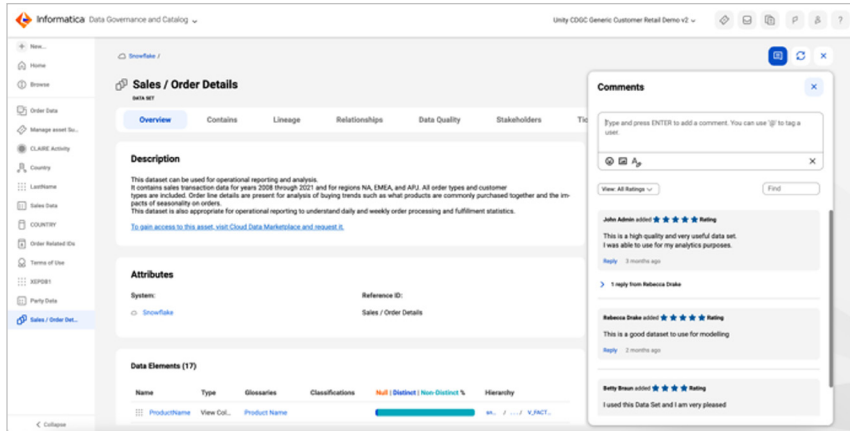 Informatica Data Governance and Catalog
Unity CDGC Generic Customer Retail Demo v2
?
New...
Home
Browse
Order Data
Manage asset Su...
CLAIRE Activity
Country
LastName
Sales Data
COUNTRY
Order Related IDs
Terms of Use
XEPDB1
Party Data
Sales / Order Det...
Collapse
Snowflake /
Sales / Order Details
DATA SET
Overview Contains Lineage Relationships Data Quality Stakeholders Tic
Description
This dataset can be used for operational reporting and analysis.
It contains sales transaction data for years 2008 through 2021 and for regions NA, EMEA, and APJ. All order types and customer
types are included. Order line details are present for analysis of buying trends such as what products are commonly purchased together and the im-
pacts of seasonality on orders.
This dataset is also appropriate for operational reporting to understand daily and weekly order processing and fulfillment statistics.
To gain access to this asset, visit Cloud Data Marketplace and request it.
Attributes
System: Reference ID:
Snowflake Sales / Order Details
Data Elements (17)
Name Type Glossaries Classifications Null | Distinct | Non-Distinct % Hierarchy
ProductName View Col... Product Name sn... / .../ V_FACT...
Comments
Type and press ENTER to add a comment. You can use '@' to tag a
user.
View: All Ratings
Find
John Admin added ★ ★ ★ ★ ★ Rating
This is a high quality and very useful data set.
I was able to use for my analytics purposes.
Reply 3 months ago
1 reply from Rebecca Drake
Rebecca Drake added ★ ★ ★ ★ ★ Rating
This is a good dataset to use for modelling
Reply 2 months ago
Betty Braun added ★ ★ ★ ★ Rating
I used this Data Set and I am very pleased